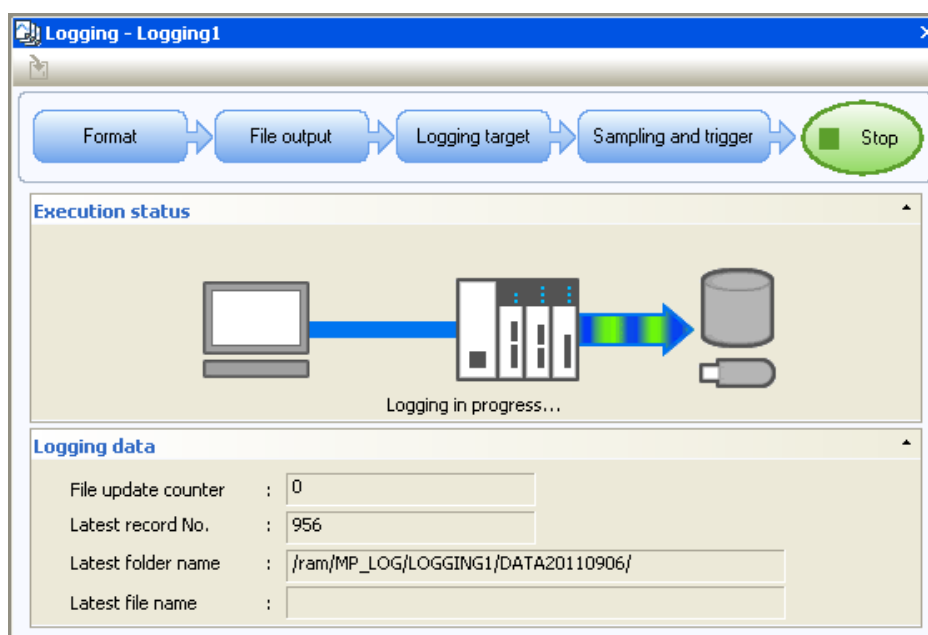 Logging - Logging1
Format
File output
Logging target
Sampling and trigger
Stop
Execution status
Logging in progress...
Logging data
File update counter : 0
Latest record No. : 956
Latest folder name : /ram/MP_LOG/LOGGING1/DATA20110906/
Latest file name :